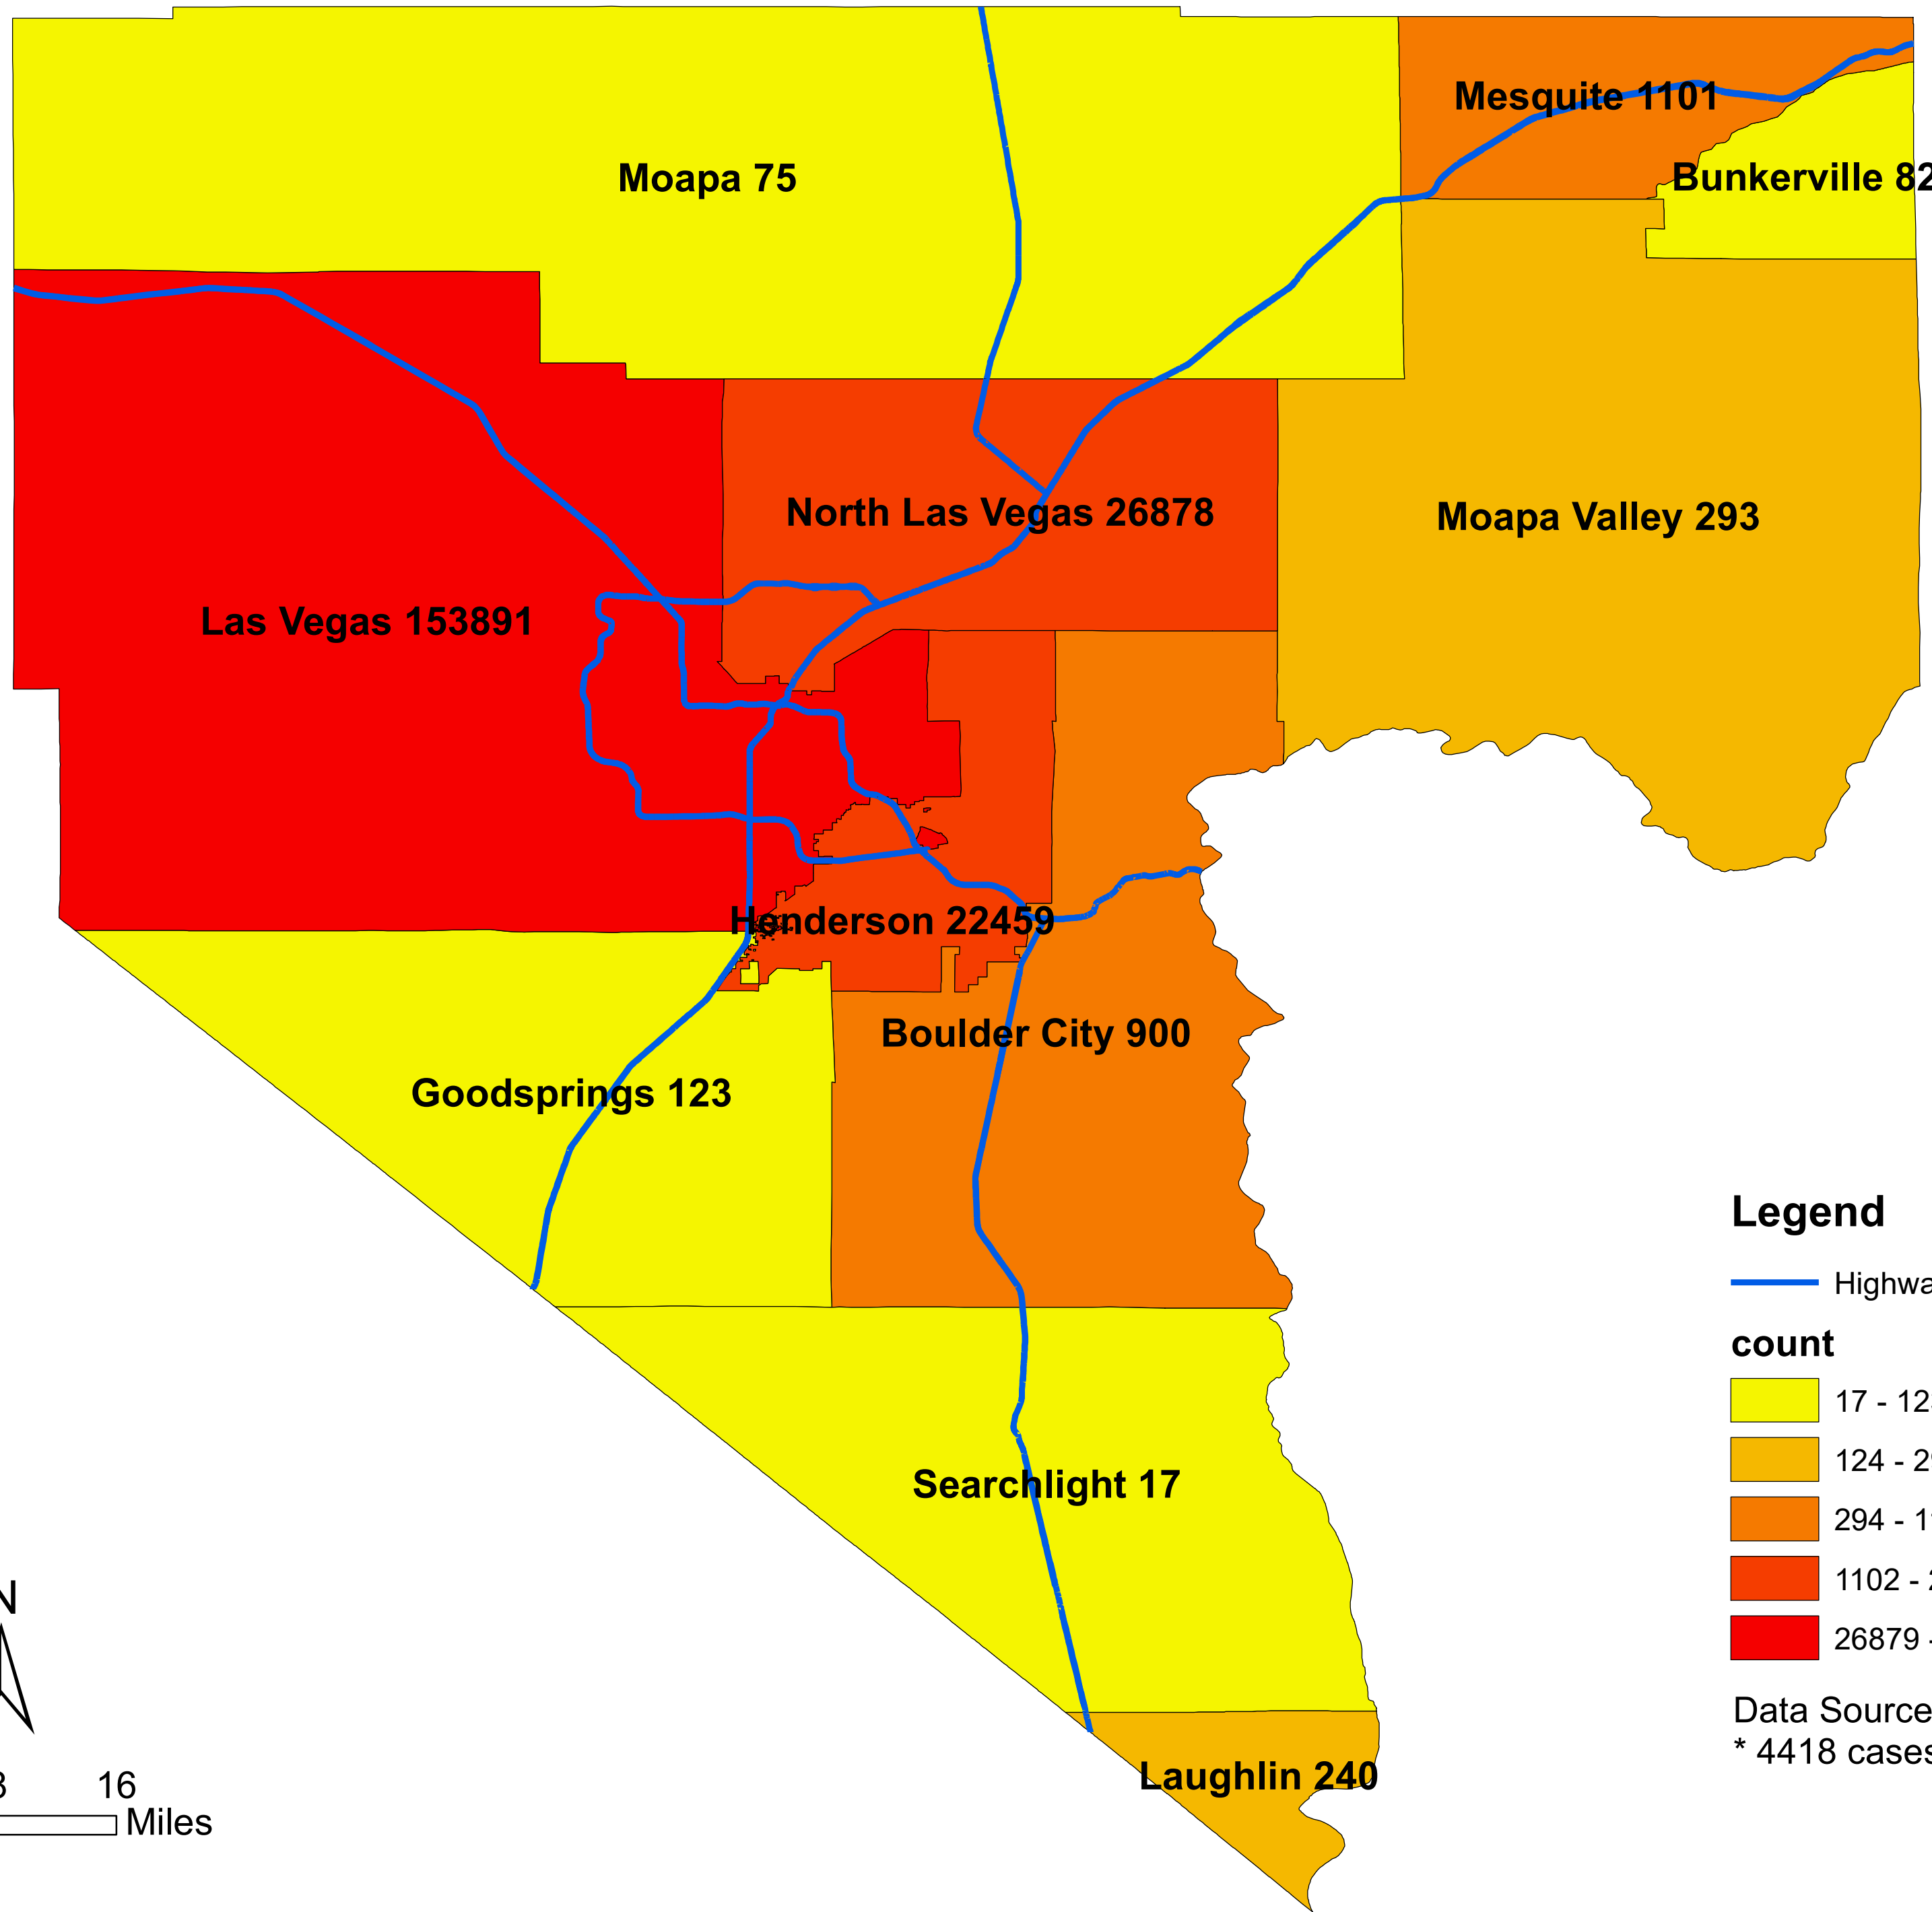 Mesquite 1101
Moapa 75
Bunkerville 82
North Las Vegas 26878
Moapa Valley 293
Las Vegas 153891
Henderson 22459
Boulder City 900
Goodsprings 123
Legend
Highwa
count
17 - 12
124 - 2
Searchlight 17
294 - 1
1102 -
N
26879 -
Data Source
* 4418 cases
Laughlin 240
16
Miles